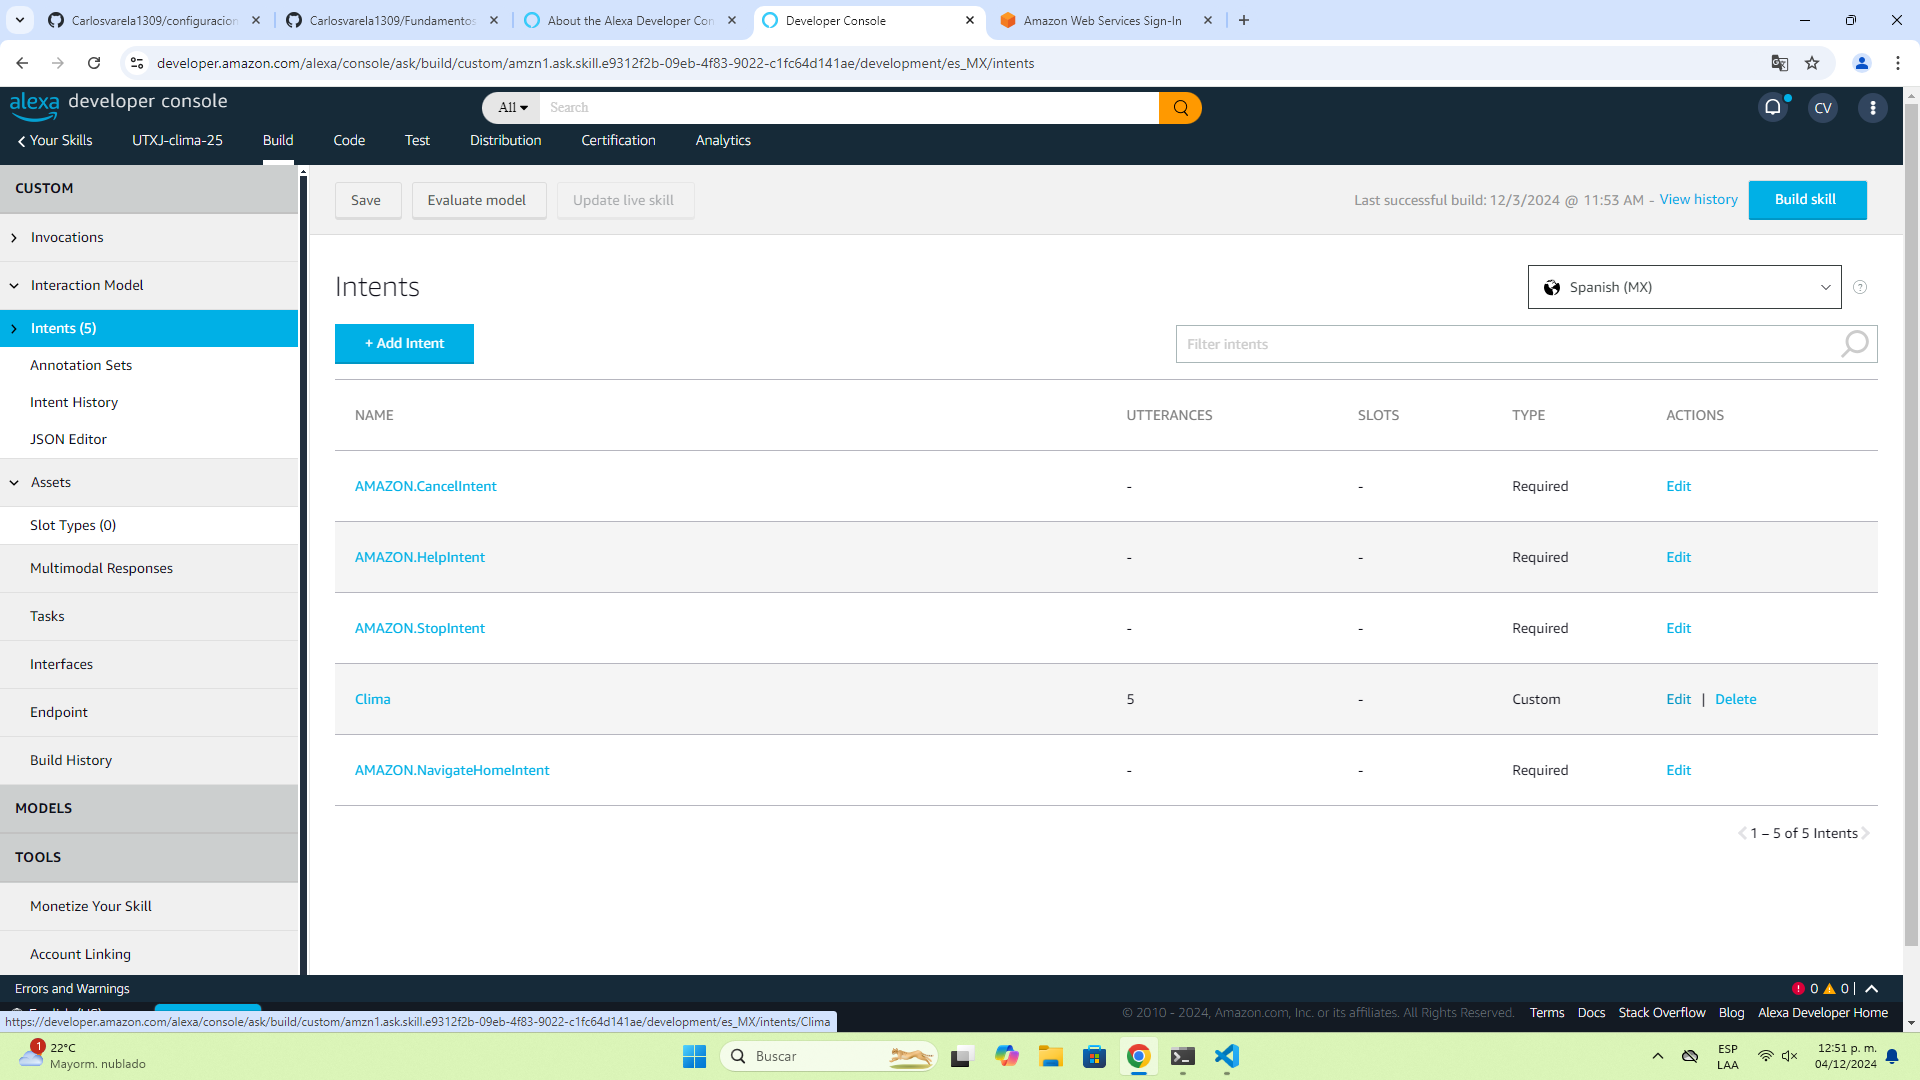 Carlosvarela1309/configuracion
Carlosvarela1309/Fundamentos
About the Alexa Developer Con
Developer Console
Amazon Web Services Sign-In
developer.amazon.com/alexa/console/ask/build/custom/amzn1.ask.skill.e9312f2b-09eb-4f83-9022-c1fc64d141ae/development/es_MX/intents
alexa developer console
All
Search
CV
Your Skills
UTXJ-clima-25
Build
Code
Test
Distribution
Certification
Analytics
CUSTOM
Invocations
Interaction Model
Intents (5)
Annotation Sets
Intent History
JSON Editor
Assets
Slot Types (0)
Multimodal Responses
Tasks
Interfaces
Endpoint
Build History
MODELS
TOOLS
Monetize Your Skill
Account Linking
Save
Evaluate model
Update live skill
Last successful build: 12/3/2024 @ 11:53 AM - View history
Build skill
Intents
Spanish (MX)
?
+ Add Intent
Filter intents
NAME UTTERANCES SLOTS TYPE ACTIONS
AMAZON.CancelIntent - - Required Edit
AMAZON.HelpIntent - - Required Edit
AMAZON.StopIntent - - Required Edit
Clima 5 - Custom Edit | Delete
AMAZON.NavigateHomeIntent - - Required Edit
1 – 5 of 5 Intents
Errors and Warnings
0 0 |
https://developer.amazon.com/alexa/console/ask/build/custom/amzn1.ask.skill.e9312f2b-09eb-4f83-9022-c1fc64d141ae/development/es_MX/intents/Clima
© 2010 - 2024, Amazon.com, Inc. or its affiliates. All Rights Reserved.
Terms Docs Stack Overflow Blog Alexa Developer Home
1
22°C
Mayorm. nublado
Buscar
ESP
LAA
12:51 p. m.
04/12/2024